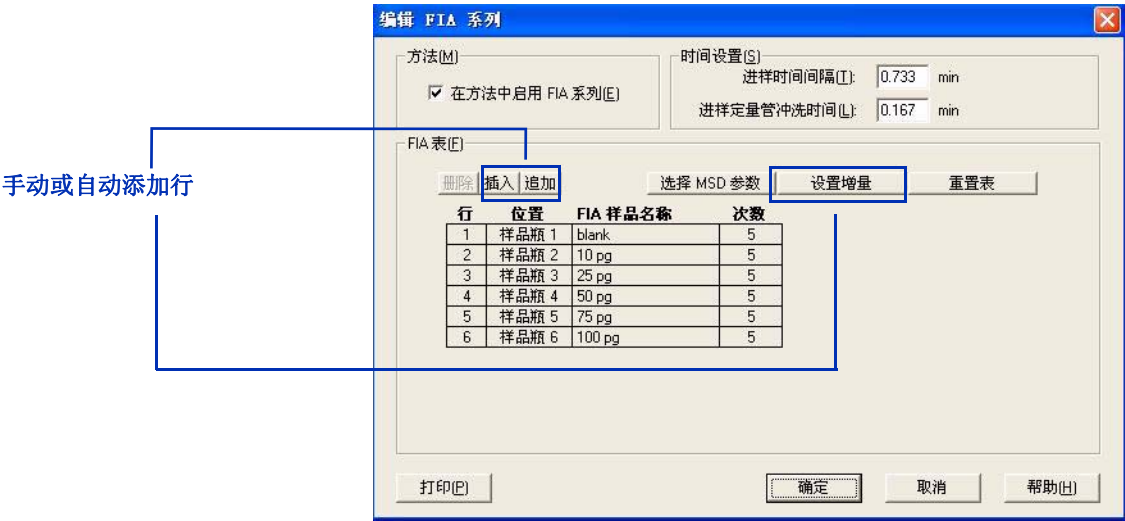 编辑 FIA 系列
方法(M)
在方法中启用 FIA 系列(E)
时间设置(S)
进样时间间隔(T): 0.733 min
进样定量管冲洗时间(L): 0.167 min
手动或自动添加行
FIA 表(F)
删除 插入 追加 选择 MSD 参数 设置增量 重置表
行 位置 FIA 样品名称 次数
1 样品瓶 1 blank 5
2 样品瓶 2 10 pg 5
3 样品瓶 3 25 pg 5
4 样品瓶 4 50 pg 5
5 样品瓶 5 75 pg 5
6 样品瓶 6 100 pg 5
打印(P) 确定 取消 帮助(H)